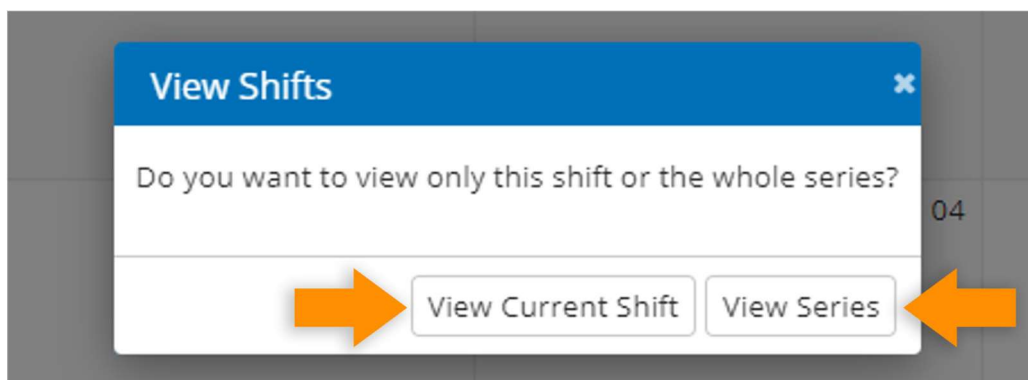 View Shifts
Do you want to view only this shift or the whole series?
04
View Current Shift
View Series